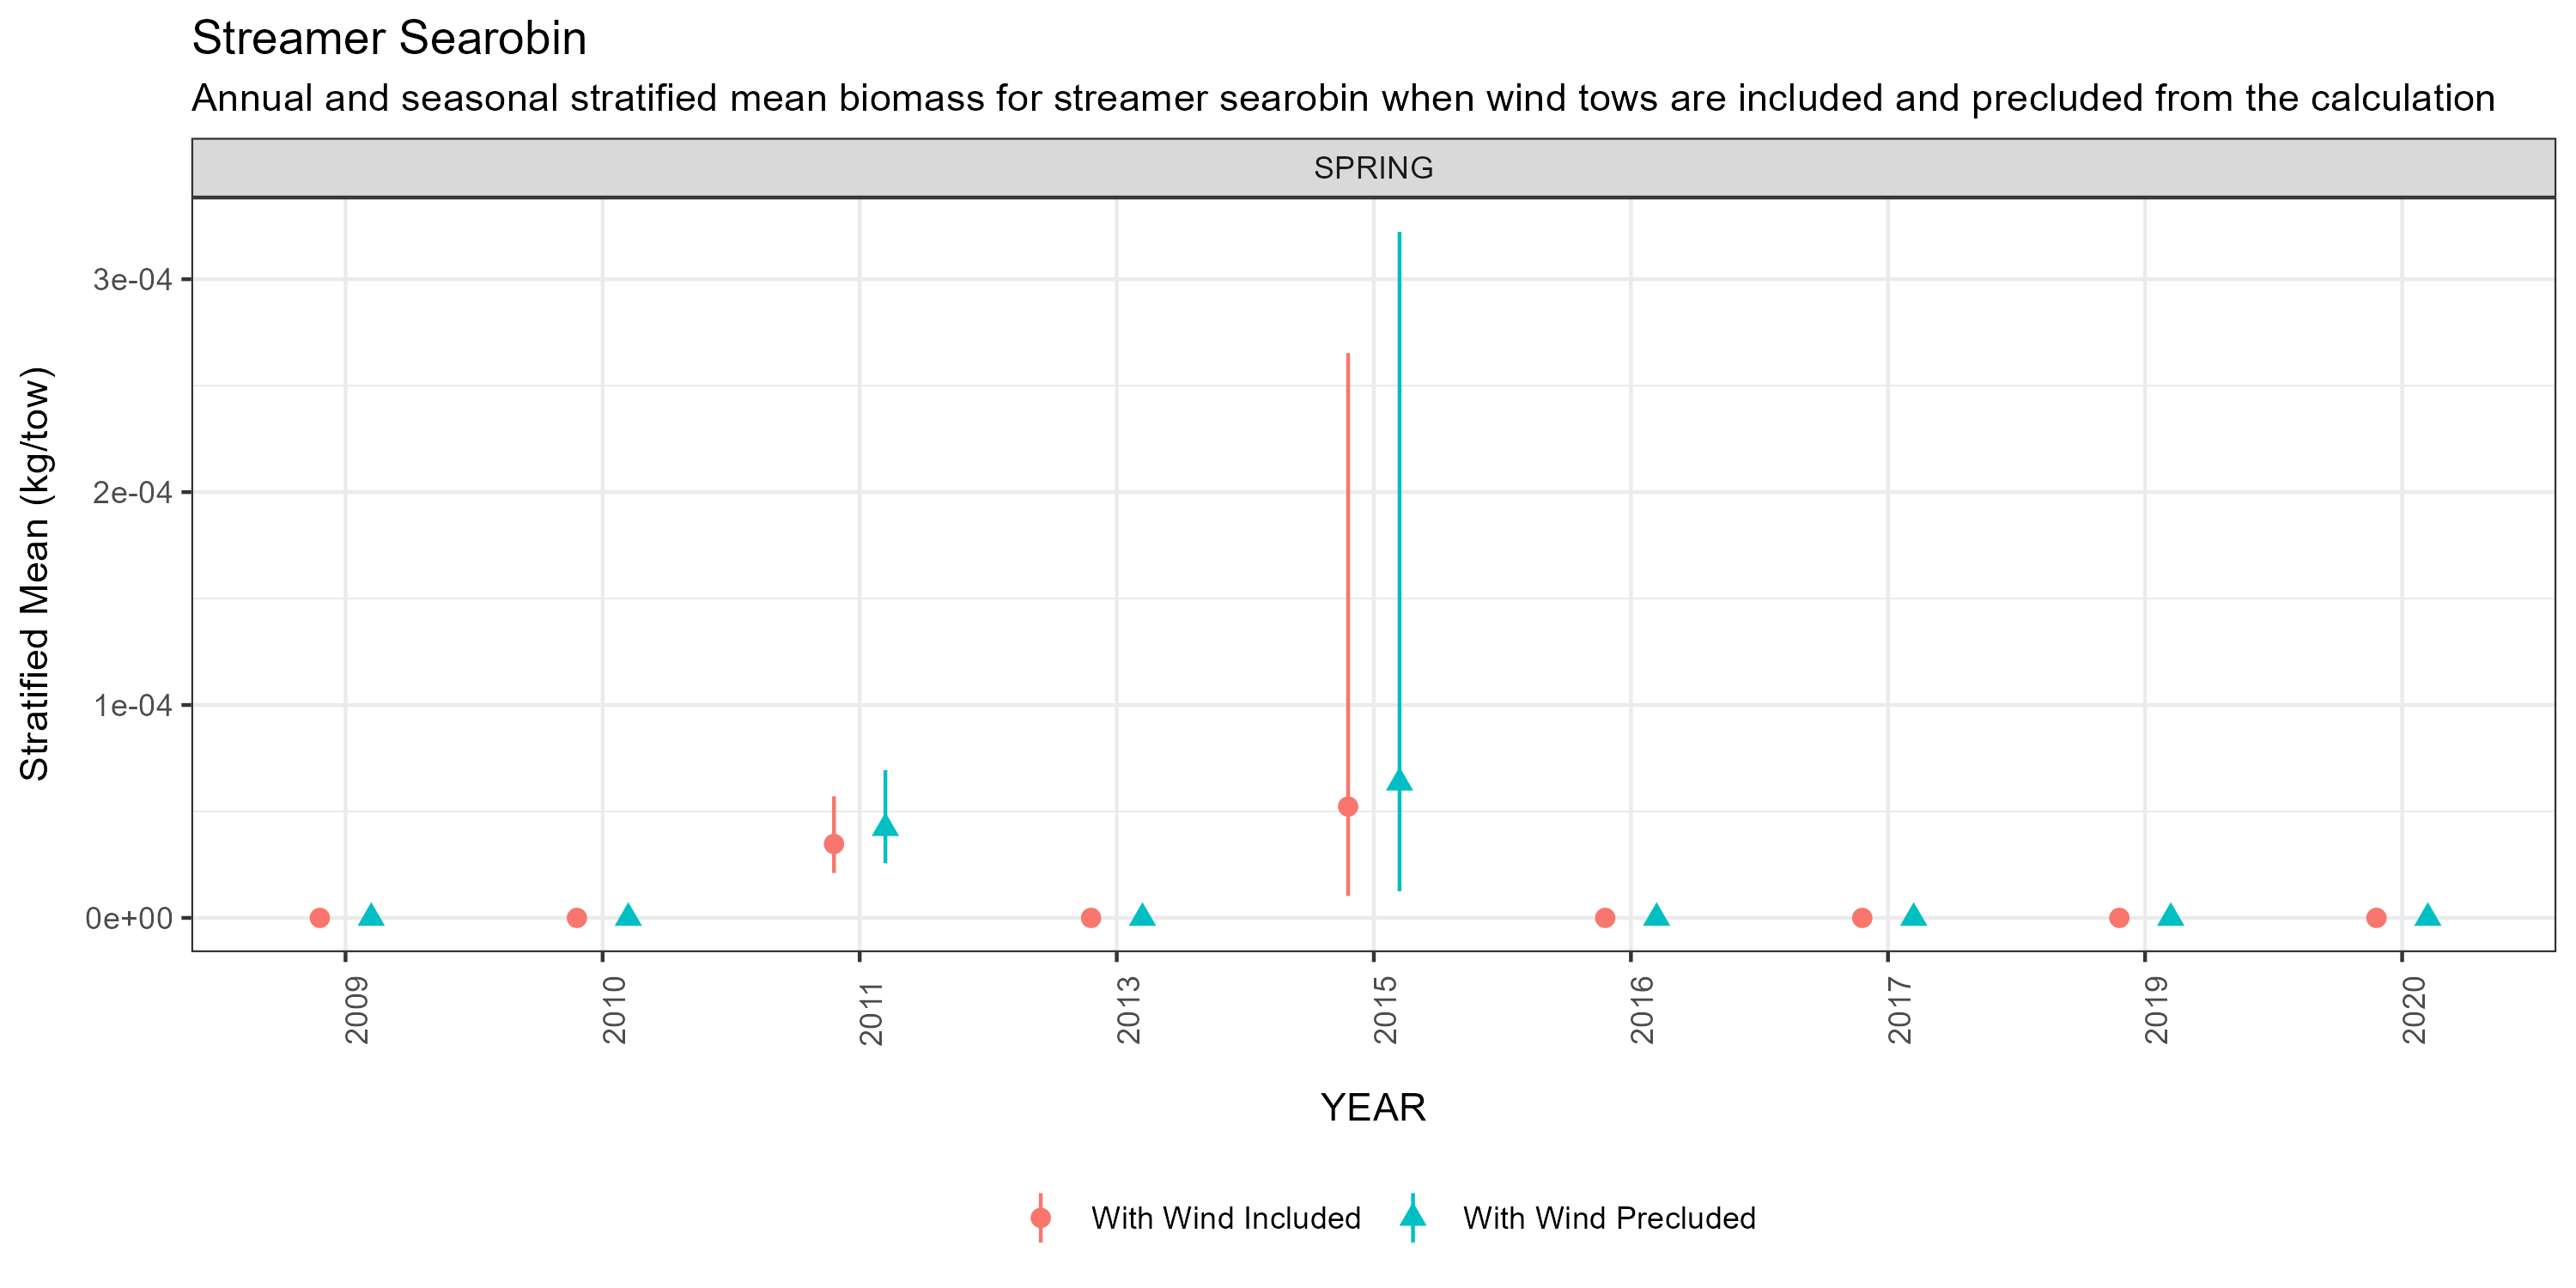 Streamer Searobin
Annual and seasonal stratified mean biomass for streamer searobin when wind tows are included and precluded from the calculation
SPRING
Stratified Mean (kg/tow)
3e-04
2e-04
1e-04
0e+00
2009
2010
2011
2013
2015
2016
2017
2019
2020
YEAR
With Wind Included
With Wind Precluded